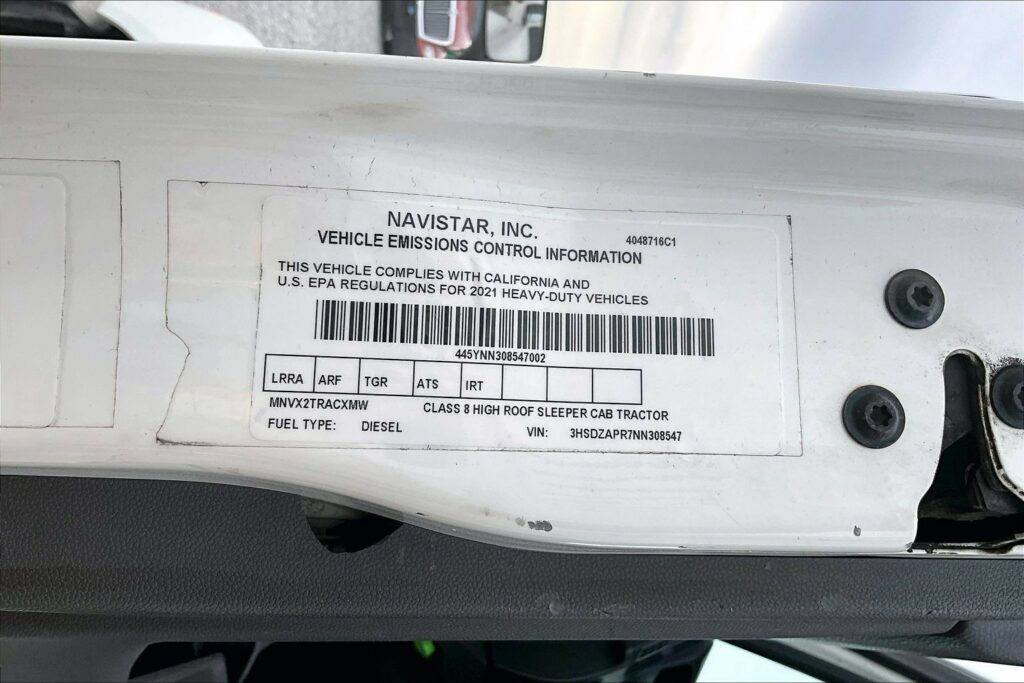 NAVISTAR, INC.
4048716C1
VEHICLE EMISSIONS CONTROL INFORMATION
THIS VEHICLE COMPLIES WITH CALIFORNIA AND
U.S. EPA REGULATIONS FOR 2021 HEAVY-DUTY VEHICLES
445YNN308547002
LRRA ARF TGR ATS IRT
MNVX2TRACXMW CLASS 8 HIGH ROOF SLEEPER CAB TRACTOR
FUEL TYPE: DIESEL VIN: 3HSDZAPR7NN308547